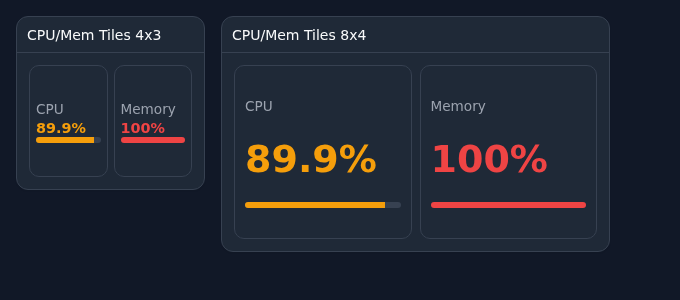 CPU/Mem Tiles 4x3
CPU
89.9%
Memory
100%
CPU/Mem Tiles 8x4
CPU
89.9%
Memory
100%